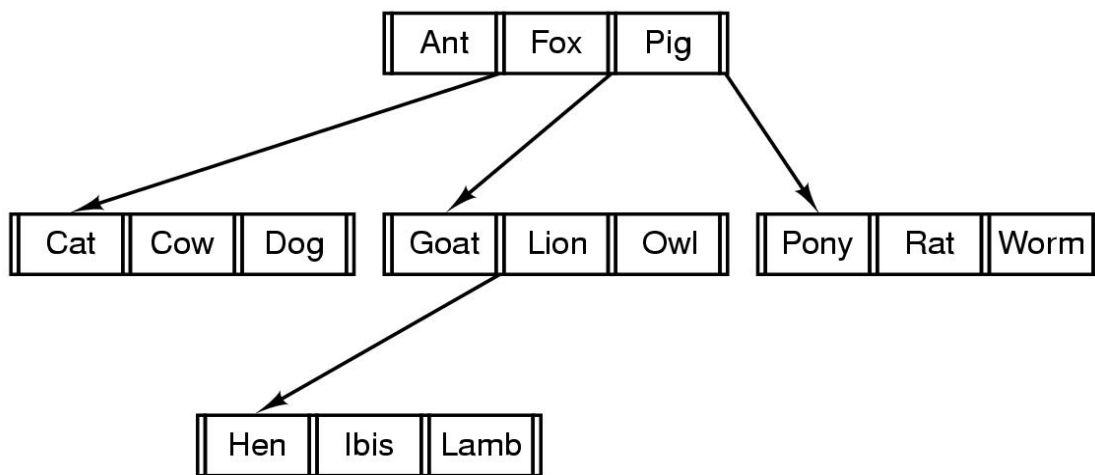 Ant Fox Pig
Cat Cow Dog Goat Lion Owl Pony Rat Worm
Hen Ibis Lamb